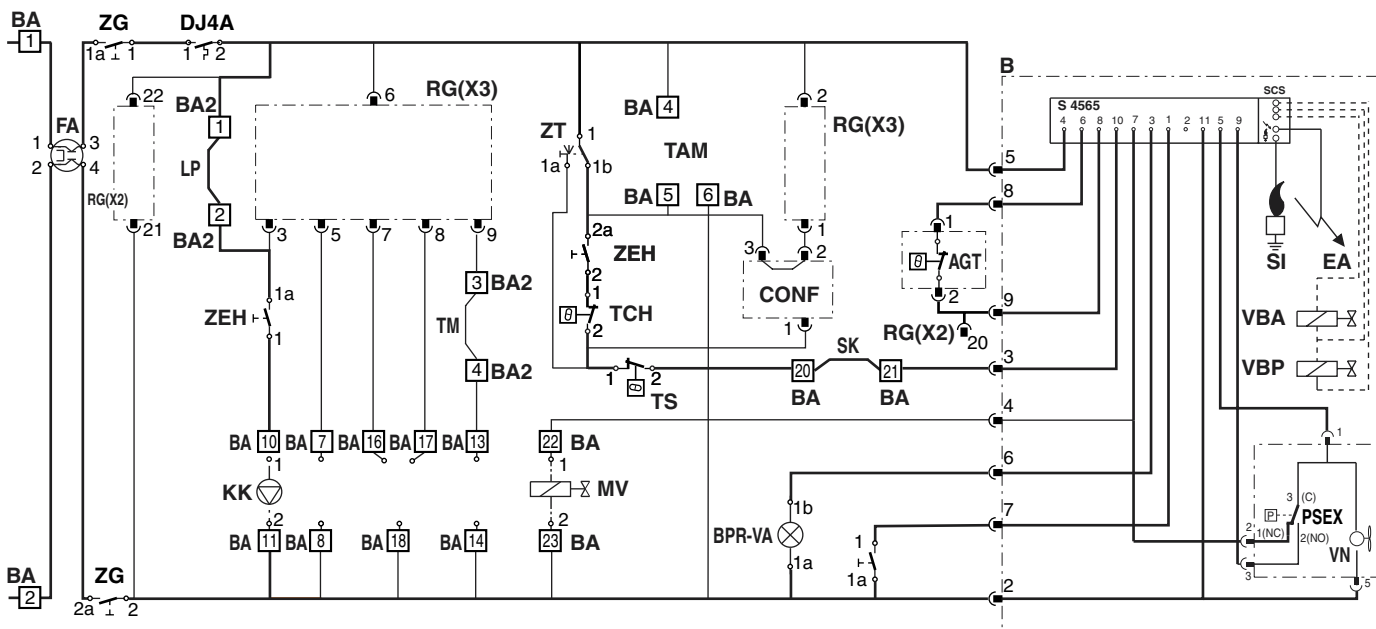 BA ZG DJ4A
1 1a 1 1 2
B
22 6 2 SCS
BA2 RG(X3) BA 4 S 4565
1 RG(X3) 4 6 8 10 7 3 1 2 11 5 9
FA ZT 1
1 3 TAM
2 4 LP 1a 1b 5
RG(X2) BA 5 6 BA 8
2 1
21 3 5 7 8 9 2a 3 2 1
BA2 ZEH AGT SI EA
3 BA2 2 CONF θ
1a 1 2 9
ZEH TM θ TCH RG(X2) 20 VBA
1 2 1
SK 3
4 BA2 1 2 20 21 VBP
TS BA BA
4
BA 10 BA 7 BA 16 17 BA 13 22 BA 1
1 1 6
KK MV 1b 7 3 (C)
2 2 BPR-VA P PSEX
BA 11 BA 8 BA 18 BA 14 23 BA 1 2 1(NC) 2(NO) VN
1a 1a 3
BA ZG 2 5
2 2a 2